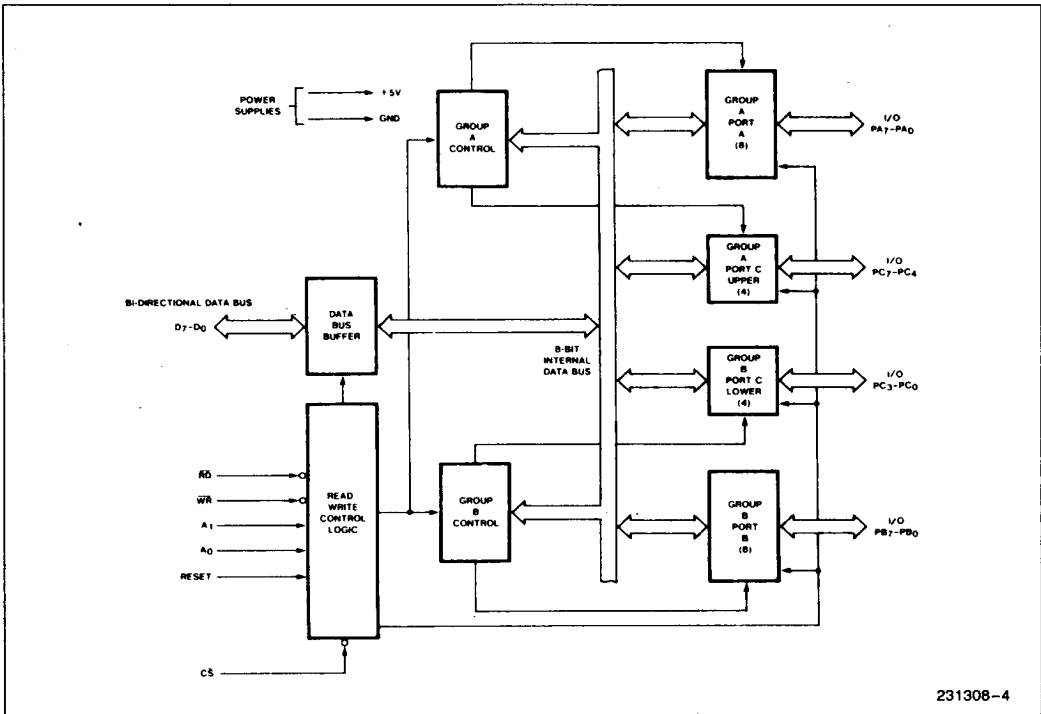 POWER
SUPPLIES
+5V
GND
GROUP
A
CONTROL
GROUP
A
PORT
A
(8)
I/O
PA7-PA0
GROUP
A
PORT C
UPPER
(4)
I/O
PC7-PC4
BI-DIRECTIONAL DATA BUS
D7-D0
DATA
BUS
BUFFER
8-BIT
INTERNAL
DATA BUS
GROUP
B
PORT C
LOWER
(4)
I/O
PC3-PC0
RD
WR
A1
A0
RESET
READ
WRITE
CONTROL
LOGIC
GROUP
B
CONTROL
GROUP
B
PORT
B
(8)
I/O
PB7-PB0
CS
231308-4